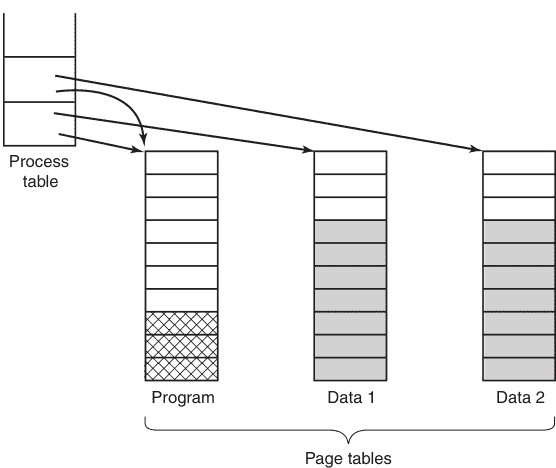 Process
table
Program
Data 1
Data 2
Page tables